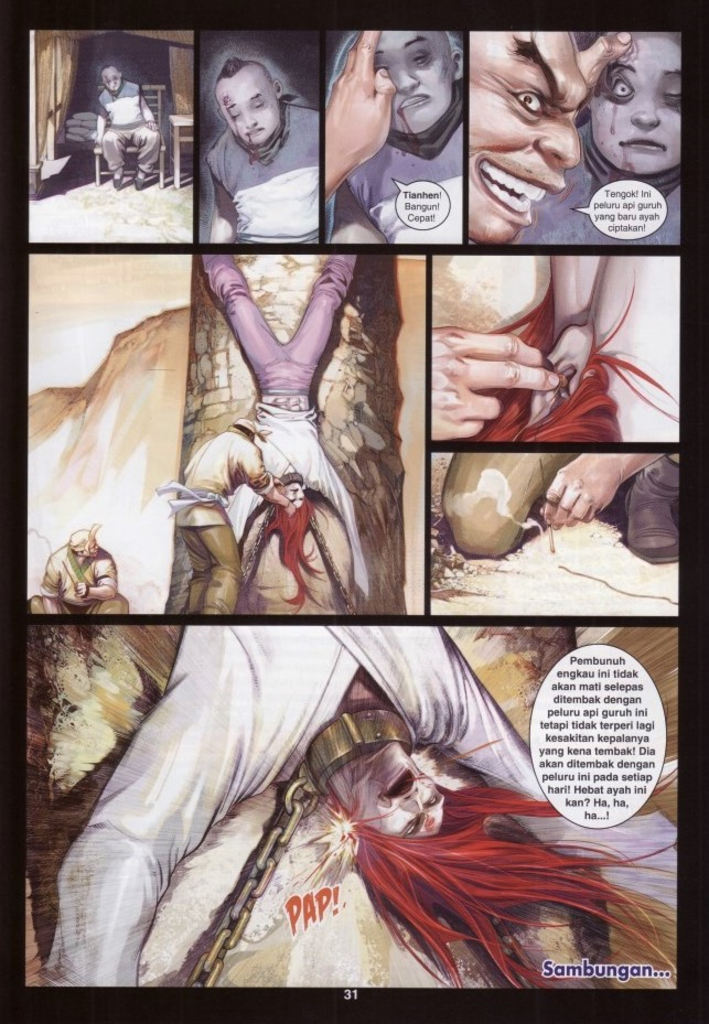 Tianhen!
Bangun!
Cepat!
Tengok! Ini
peluru api guruh
yang baru ayah
ciptakan!
Pembunuh
engkau ini tidak
akan mati selepas
ditembak dengan
peluru api guruh ini
tetapi tidak terperi lagi
kesakitan kepalanya
yang kena tembak! Dia
akan ditembak dengan
peluru ini pada setiap
hari! Hebat ayah ini
kan? Ha, ha,
ha...!
PAP!
Sambungan...
31